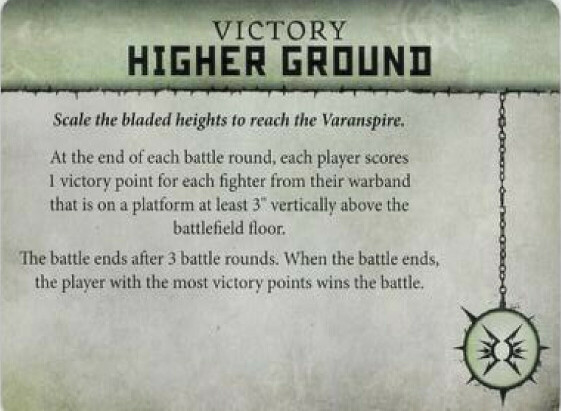 VICTORY
HIGHER GROUND
Scale the bladed heights to reach the Varanspire.
At the end of each battle round, each player scores
1 victory point for each fighter from their warband
that is on a platform at least 3" vertically above the
battlefield floor.
The battle ends after 3 battle rounds. When the battle ends,
the player with the most victory points wins the battle.